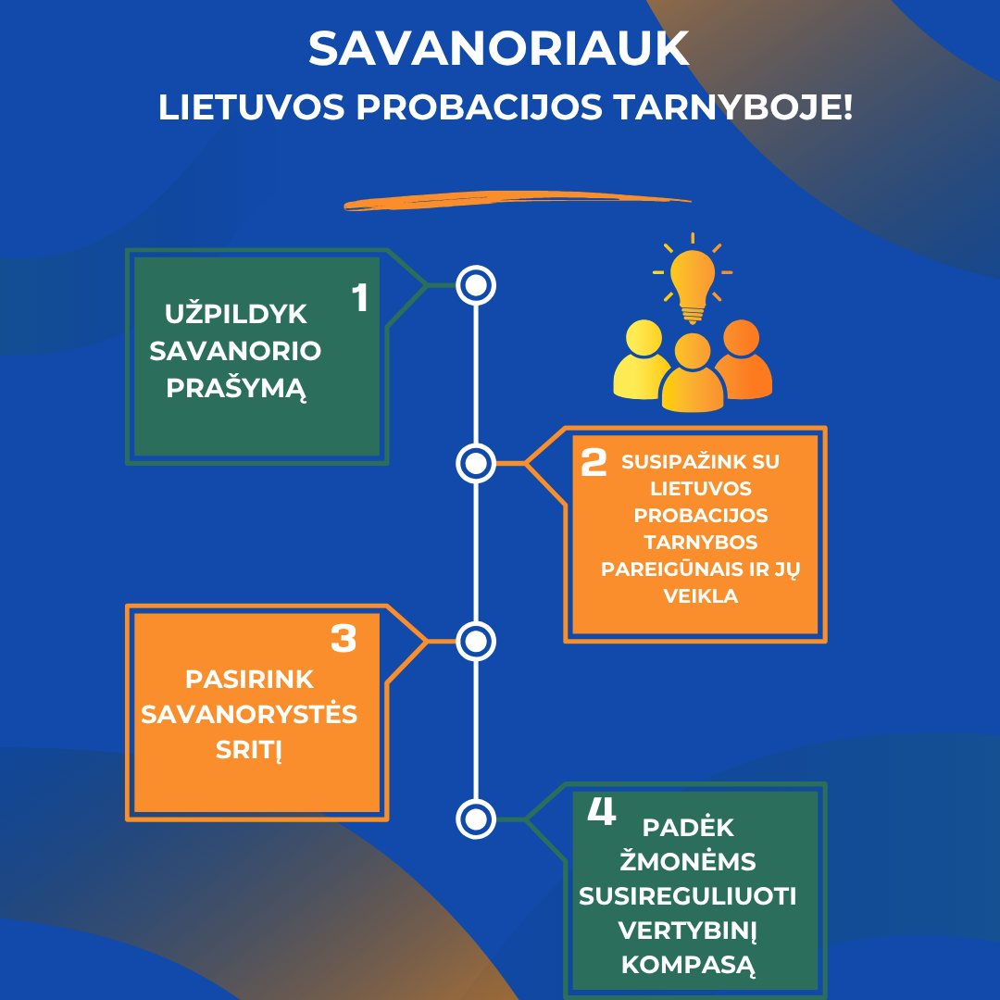 SAVANORIAUK
LIETUVOS PROBACIJOS TARNYBOJE!
1
UŽPILDYK
SAVANORIO
PRAŠYMĄ
2
SUSIPAŽINK SU
LIETUVOS
PROBACIJOS
TARNYBOS
PAREIGŪNAIS IR JŲ
VEIKLA
3
PASIRINK
SAVANORYSTĖS
SRITĮ
4
PADĖK
ŽMONĖMS
SUSIREGULIUOTI
VERTYBINĮ
KOMPASĄ